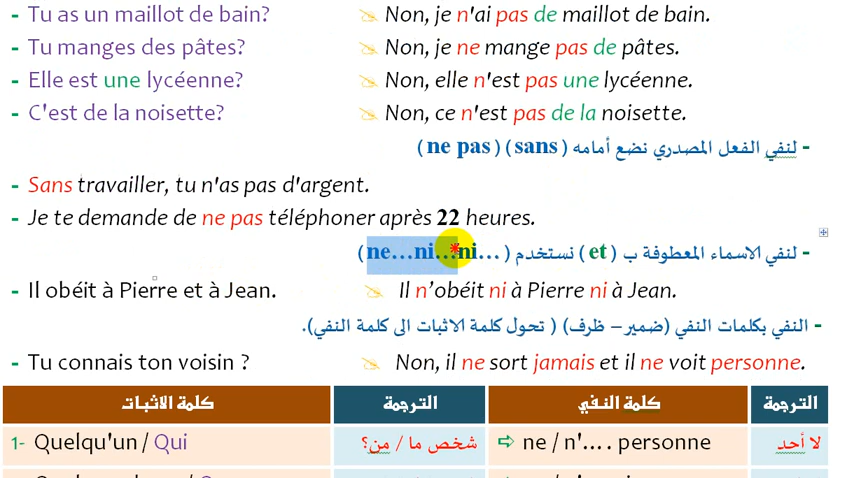 - Tu as un maillot de bain? Non, je n'ai pas de maillot de bain.
- Tu manges des pâtes? Non, je ne mange pas de pâtes.
- Elle est une lycéenne? Non, elle n'est pas une lycéenne.
- C'est de la noisette? Non, ce n'est pas de la noisette.
- لنفي الفعل المصدري نضع أمامه ( sans ) ( ne pas )
- Sans travailler, tu n'as pas d'argent.
- Je te demande de ne pas téléphoner après 22 heures.
- لنفي الاسماء المعطوفة ب ( et ) نستخدم ( ne…ni…ni… )
- Il obéit à Pierre et à Jean. Il n'obéit ni à Pierre ni à Jean.
- النفي بكلمات النفي (ضمير – ظرف) ( تحول كلمة الاثبات الى كلمة النفي).
- Tu connais ton voisin ? Non, il ne sort jamais et il ne voit personne.
كلمة الاثبات الترجمة كلمة النفي الترجمة
1- Quelqu'un / Qui شخص ما / من؟ ne / n'…. personne لا أحد